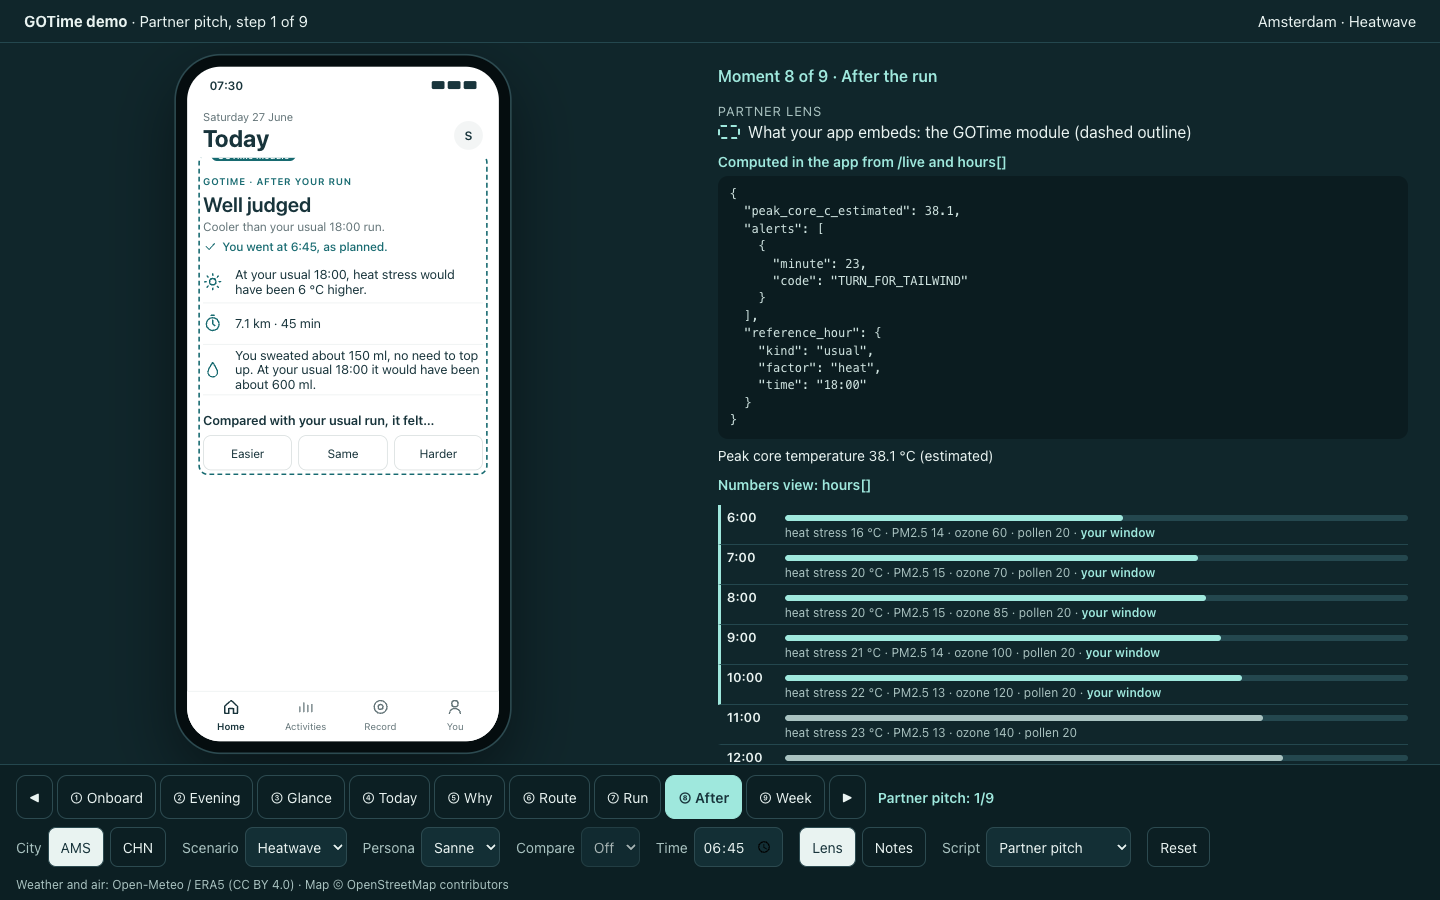 GOTime demo · Partner pitch, step 1 of 9
Amsterdam · Heatwave
07:30
Saturday 27 June
Today
S
GOTIME · AFTER YOUR RUN
Well judged
Cooler than your usual 18:00 run.
You went at 6:45, as planned.
At your usual 18:00, heat stress would
have been 6 °C higher.
7.1 km · 45 min
You sweated about 150 ml, no need to top
up. At your usual 18:00 it would have been
about 600 ml.
Compared with your usual run, it felt...
Easier
Same
Harder
Home
Activities
Record
You
Moment 8 of 9 · After the run
PARTNER LENS
What your app embeds: the GOTime module (dashed outline)
Computed in the app from /live and hours[]
{
"peak_core_c_estimated": 38.1,
"alerts": [
{
"minute": 23,
"code": "TURN_FOR_TAILWIND"
}
],
"reference_hour": {
"kind": "usual",
"factor": "heat",
"time": "18:00"
}
}
Peak core temperature 38.1 °C (estimated)
Numbers view: hours[]
6:00
heat stress 16 °C · PM2.5 14 · ozone 60 · pollen 20 · your window
7:00
heat stress 20 °C · PM2.5 15 · ozone 70 · pollen 20 · your window
8:00
heat stress 20 °C · PM2.5 15 · ozone 85 · pollen 20 · your window
9:00
heat stress 21 °C · PM2.5 14 · ozone 100 · pollen 20 · your window
10:00
heat stress 22 °C · PM2.5 13 · ozone 120 · pollen 20 · your window
11:00
heat stress 23 °C · PM2.5 13 · ozone 140 · pollen 20
12:00
◀ ① Onboard ② Evening ③ Glance ④ Today ⑤ Why ⑥ Route ⑦ Run ⑧ After ⑨ Week ▶ Partner pitch: 1/9
City AMS CHN Scenario Heatwave Persona Sanne Compare Off Time 06:45 Lens Notes Script Partner pitch Reset
Weather and air: Open-Meteo / ERA5 (CC BY 4.0) · Map © OpenStreetMap contributors